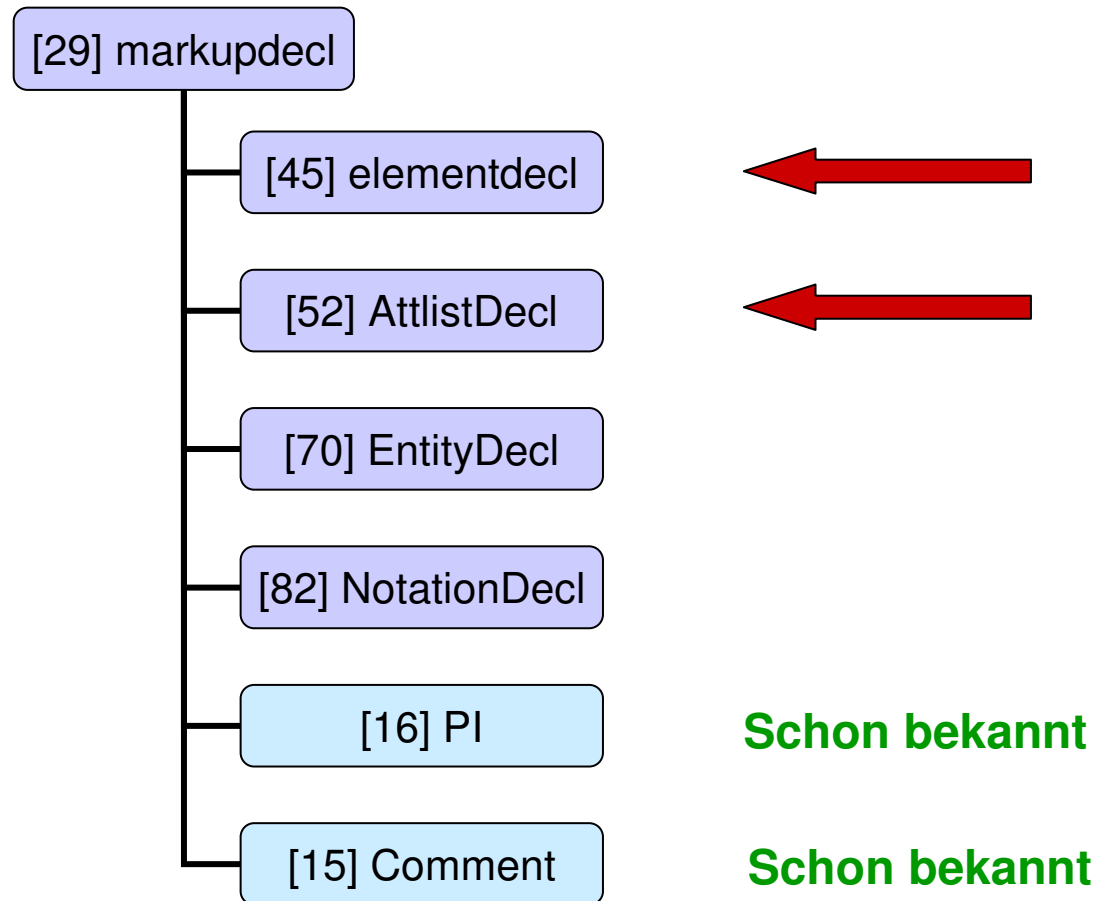 [29] markupdecl
[45] elementdecl
[52] AttlistDecl
[70] EntityDecl
[82] NotationDecl
[16] PI Schon bekannt
[15] Comment Schon bekannt